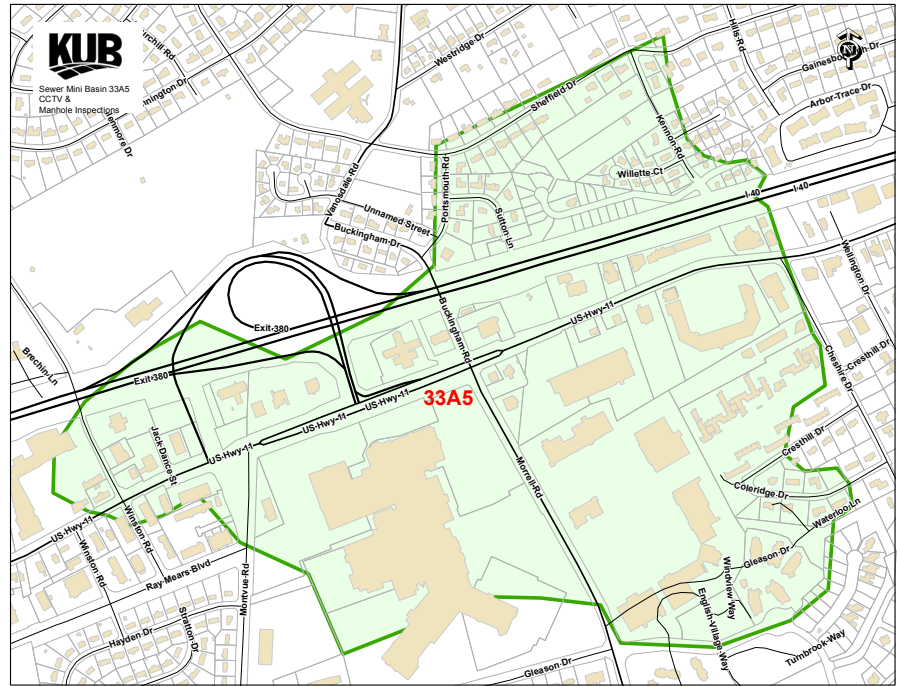 KUB
Sewer Mini Basin 33A5
CCTV &
Manhole Inspections
Westridge-Dr
Hills-Rd
N
Arbor-Trace-Dr
Sheffield-Dr
Kennon-Rd
Willette-Ct
Vanosdale-Rd
Portsmouth-Rd
Unnamed-Street
Buckingham-Dr
Sutton-Ln
I-40
I-40
Wellington-Dr
Exit-380
Buckingham-Rd
US-Hwy-11
Brechin-Ln
Exit-380
Cheshire-Dr
Cresthill-Dr
US-Hwy-11
33A5
US-Hwy-11
US-Hwy-11
Jack-Dance-St
Cresthill-Dr
Morrell-Rd
Coleridge-Dr
Waterloo-Ln
US-Hwy-11
Winston-Rd
Winston-Rd
Ray-Mears-Blvd
Montvue-Rd
Gleason-Dr
Windview-Way
English-Village-Way
Stratton-Dr
Hayden-Dr
Turnbrook-Way
Gleason-Dr